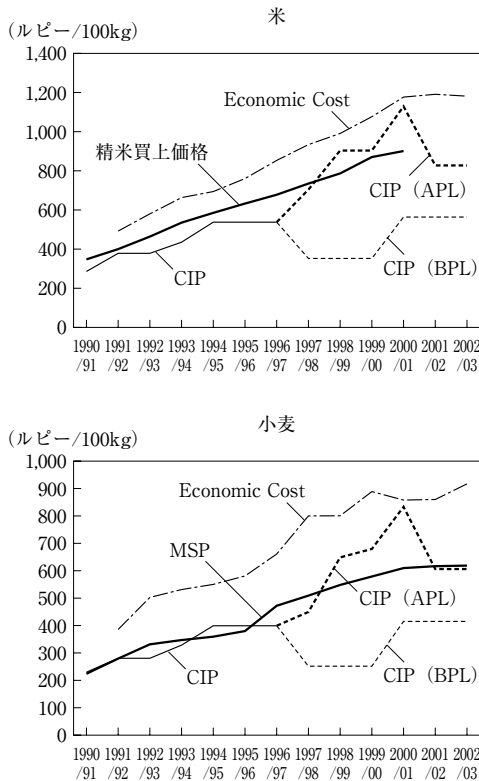 米
(ルピー/100kg)
1,400
1,200
1,000
800
600
400
200
0
Economic Cost
精米買上価格
CIP (APL)
CIP
CIP (BPL)
1990 1991 1992 1993 1994 1995 1996 1997 1998 1999 2000 2001 2002
/91 /92 /93 /94 /95 /96 /97 /98 /99 /00 /01 /02 /03
小麦
(ルピー/100kg)
1,000
900
800
700
600
500
400
300
200
100
0
Economic Cost
MSP
CIP (APL)
CIP
CIP (BPL)
1990 1991 1992 1993 1994 1995 1996 1997 1998 1999 2000 2001 2002
/91 /92 /93 /94 /95 /96 /97 /98 /99 /00 /01 /02 /03